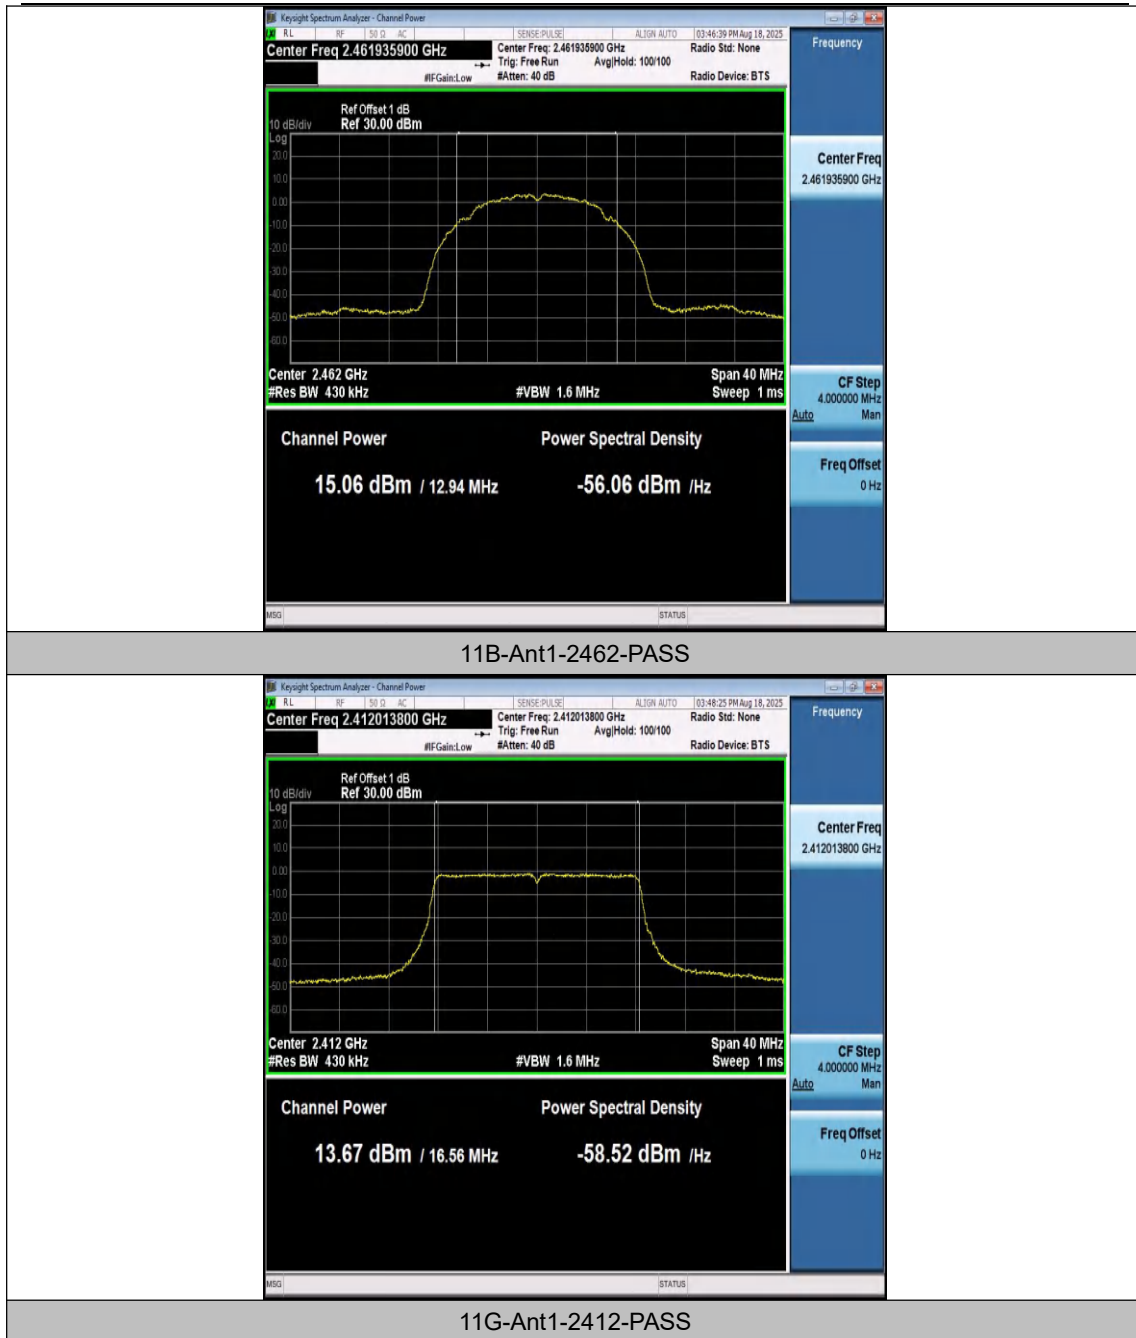 Keysight Spectrum Analyzer - Channel Power
RL RF 50 Ω AC SENSE:PULSE ALIGN AUTO 03:46:39 PM Aug 18, 2025
Center Freq 2.461935900 GHz Center Freq: 2.461935900 GHz Radio Std: None Frequency
Trig: Free Run Avg|Hold: 100/100
#IFGain:Low #Atten: 40 dB Radio Device: BTS
Ref Offset 1 dB
10 dB/div Ref 30.00 dBm
Log
20.0
10.0
0.00
-10.0
-20.0
-30.0
-40.0
-50.0
-60.0
Center Freq
2.461935900 GHz
Center 2.462 GHz Span 40 MHz
#Res BW 430 kHz #VBW 1.6 MHz Sweep 1 ms
CF Step
4.000000 MHz
Auto Man
Channel Power Power Spectral Density
15.06 dBm / 12.94 MHz -56.06 dBm /Hz
Freq Offset
0 Hz
MSG STATUS
11B-Ant1-2462-PASS
Keysight Spectrum Analyzer - Channel Power
RL RF 50 Ω AC SENSE:PULSE ALIGN AUTO 03:48:25 PM Aug 18, 2025
Center Freq 2.412013800 GHz Center Freq: 2.412013800 GHz Radio Std: None Frequency
Trig: Free Run Avg|Hold: 100/100
#IFGain:Low #Atten: 40 dB Radio Device: BTS
Ref Offset 1 dB
10 dB/div Ref 30.00 dBm
Log
20.0
10.0
0.00
-10.0
-20.0
-30.0
-40.0
-50.0
-60.0
Center Freq
2.412013800 GHz
Center 2.412 GHz Span 40 MHz
#Res BW 430 kHz #VBW 1.6 MHz Sweep 1 ms
CF Step
4.000000 MHz
Auto Man
Channel Power Power Spectral Density
13.67 dBm / 16.56 MHz -58.52 dBm /Hz
Freq Offset
0 Hz
MSG STATUS
11G-Ant1-2412-PASS